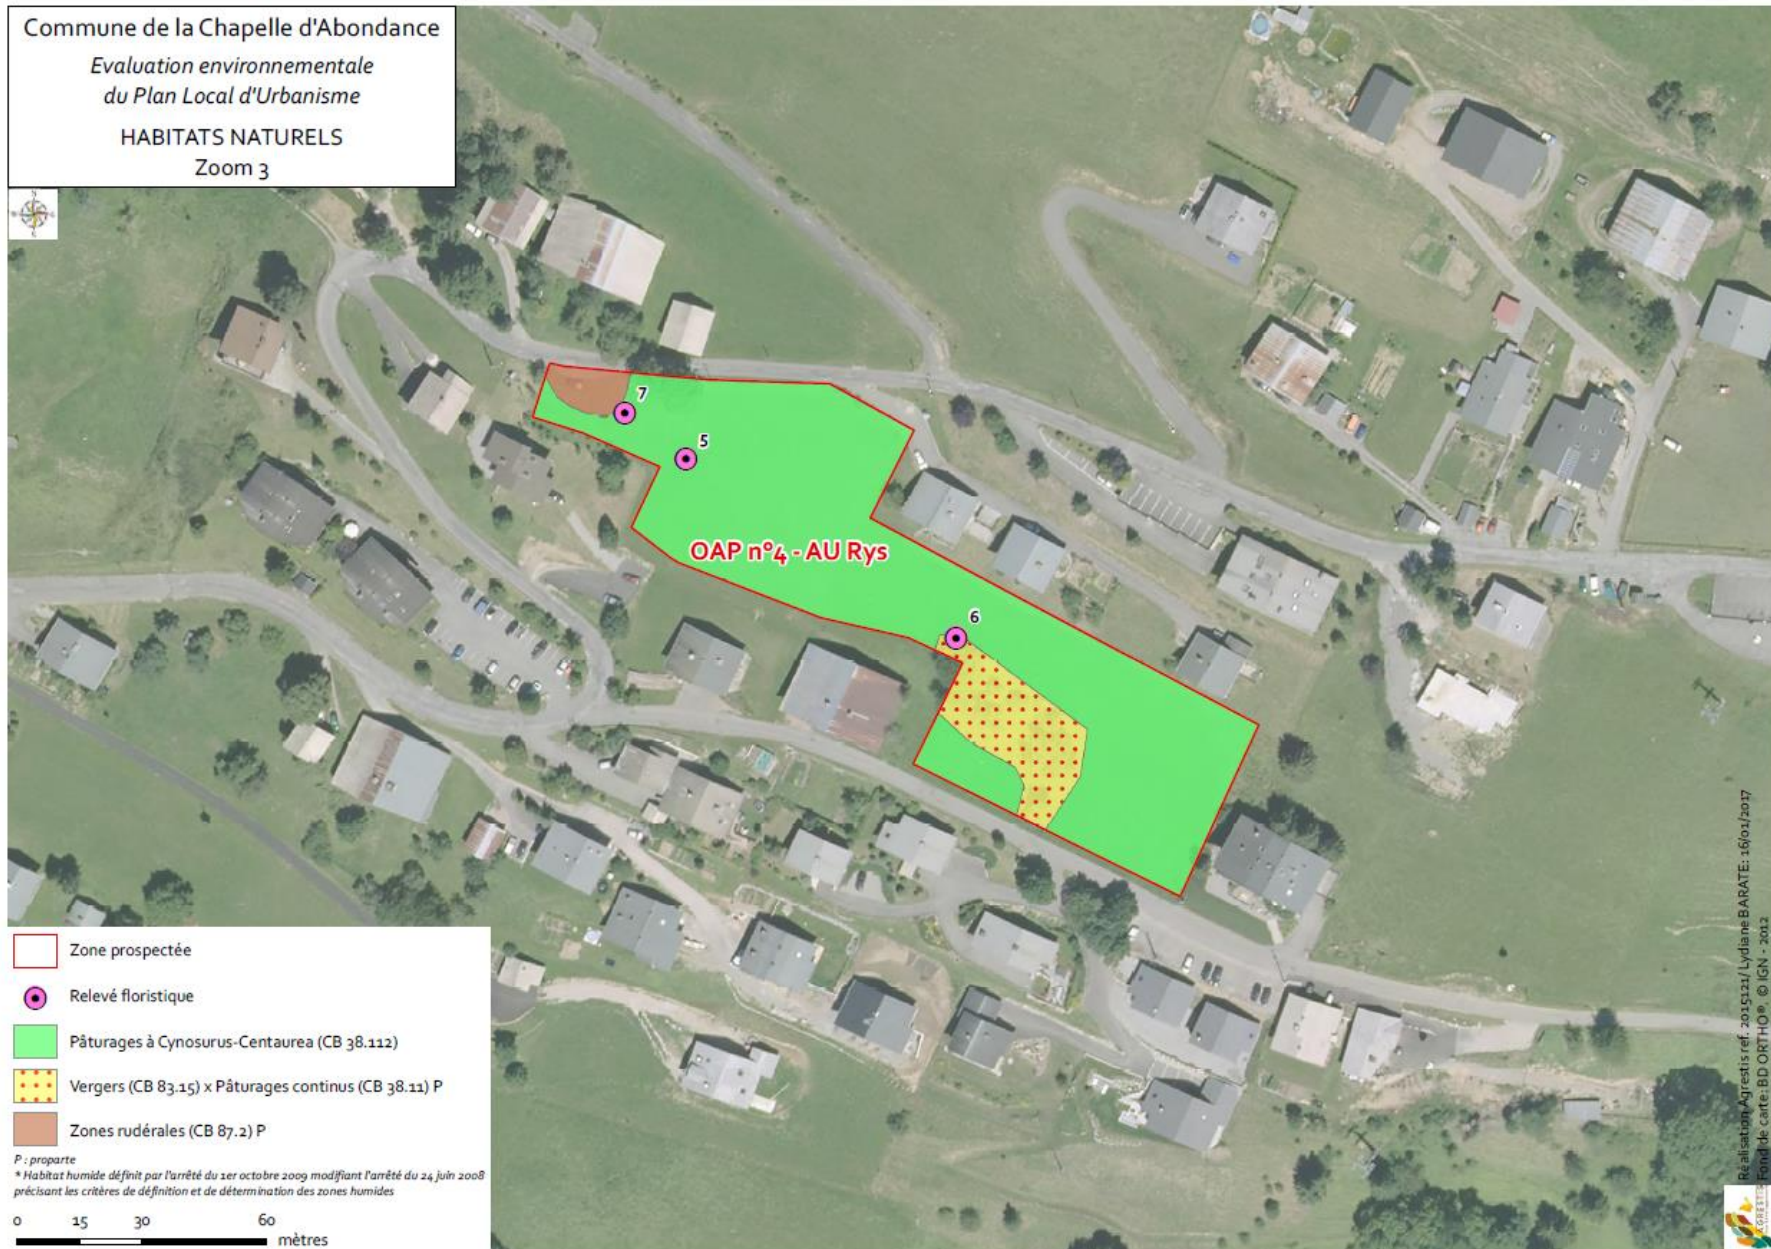 Commune de la Chapelle d'Abondance
Evaluation environnementale
du Plan Local d'Urbanisme
HABITATS NATURELS
Zoom 3
7
5
OAP n°4 - AU Rys
6
Zone prospectée
Relevé floristique
Pâturages à Cynosurus-Centaurea (CB 38.112)
Vergers (CB 83.15) x Pâturages continus (CB 38.11) P
Zones rudérales (CB 87.2) P
P : proparte
* Habitat humide définit par l'arrêté du 1er octobre 2009 modifiant l'arrêté du 24 juin 2008
précisant les critères de définition et de détermination des zones humides
0 15 30 60
mètres
Réalisation Agrestis ref. 2015121/ Lydiane BARATE: 16/01/2017
Fond de carte: BD ORTHO®, © IGN - 2012
AGRESTIS